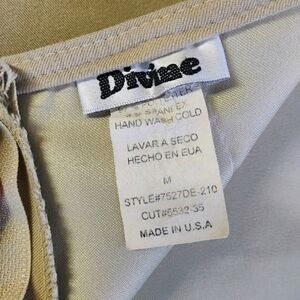 Divine
HAND WASH COLD
LAVAR A SECO
HECHO EN EUA
M
STYLE#7527DE-210
CUT#5532-35
MADE IN U.S.A